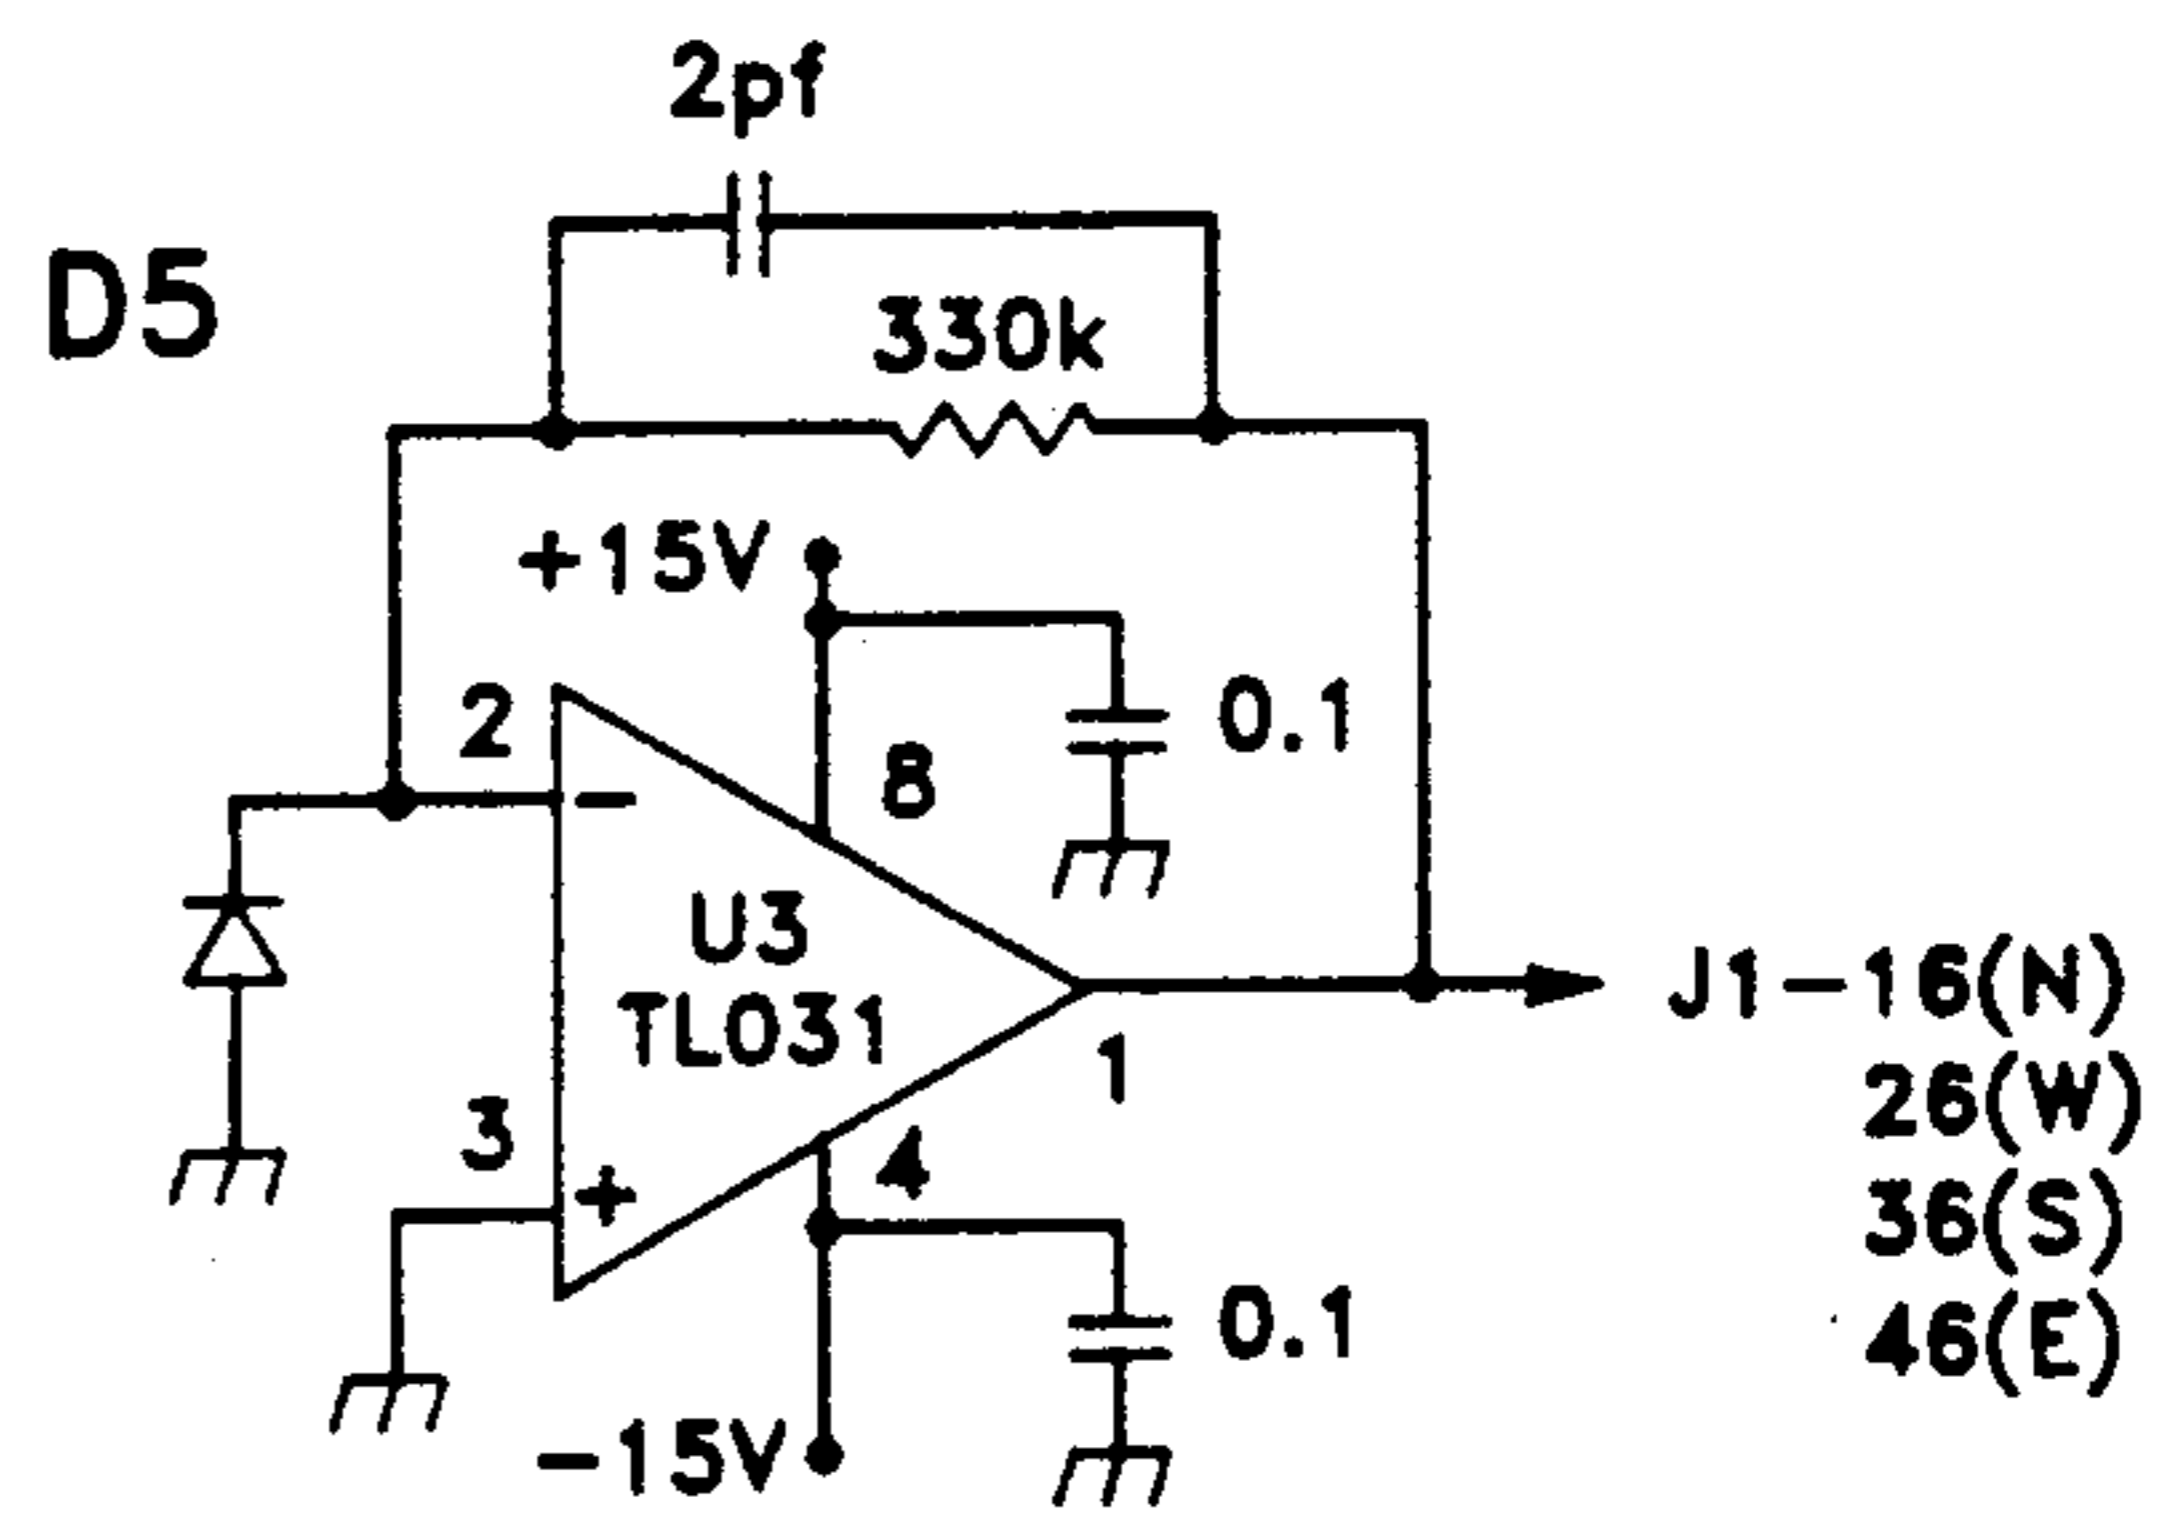 2pf
D5
330k
+15V
2
8
0.1
U3
TL031
J1-16(N)
1
26(W)
3
4
+
36(S)
0.1
46(E)
-15V